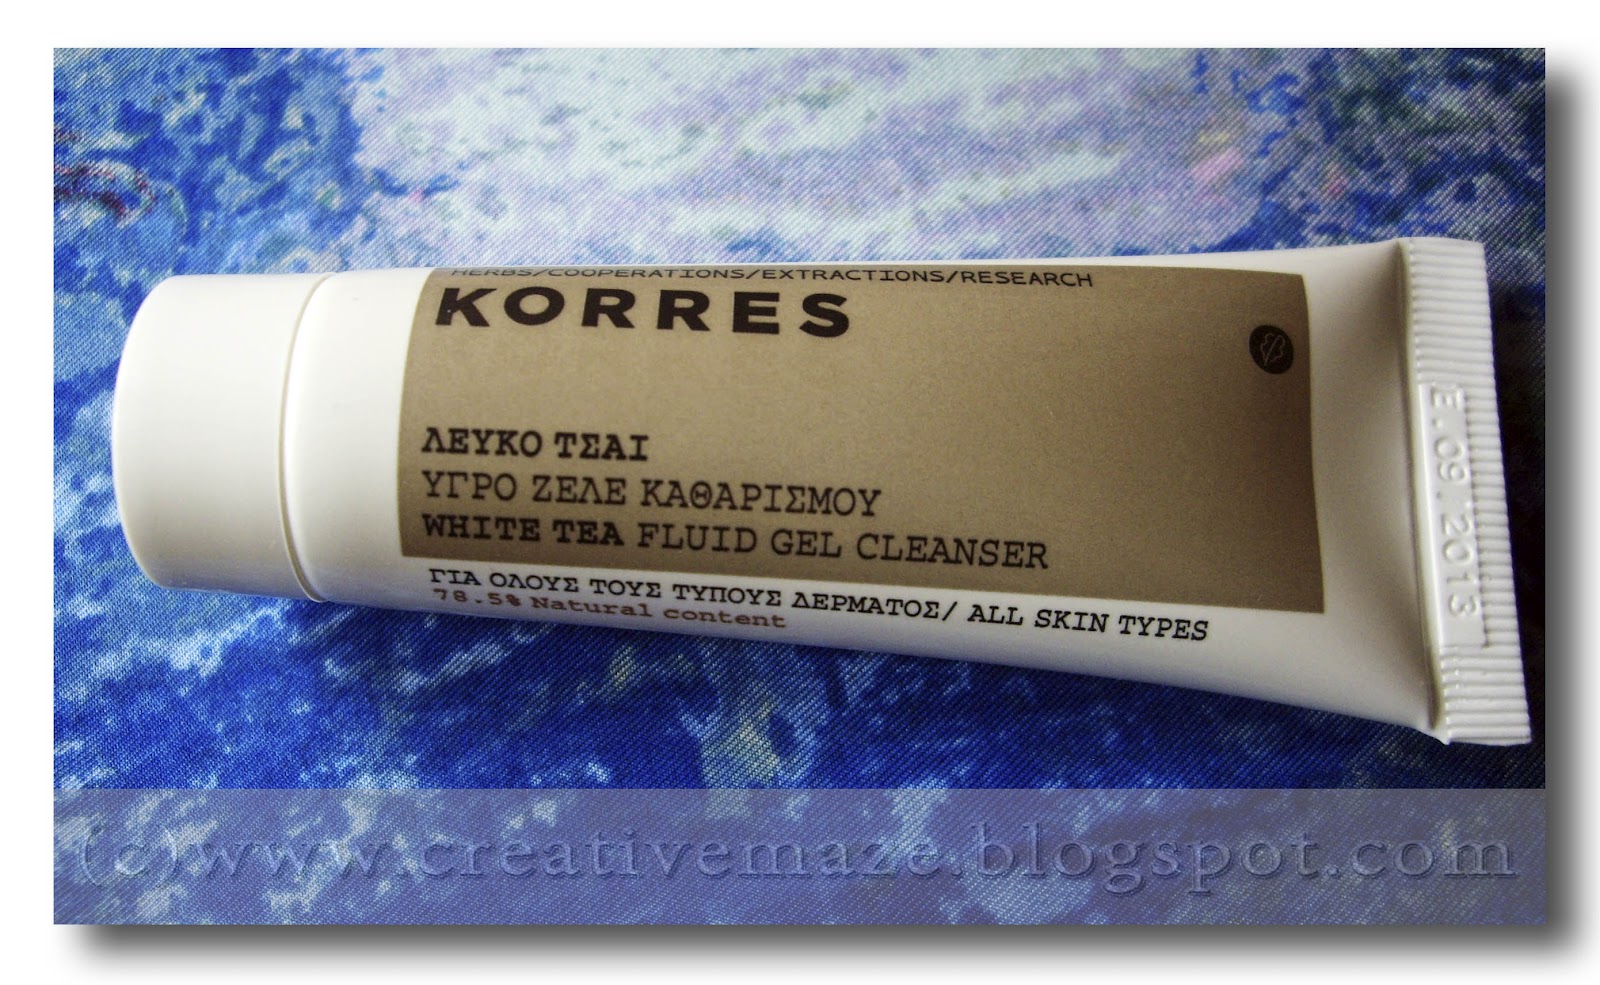 HERBS/COOPERATIONS/EXTRACTIONS/RESEARCH
KORRES
ΛΕΥΚΟ ΤΣΑΙ
ΥΓΡΟ ΖΕΛΕ ΚΑΘΑΡΙΣΜΟΥ
WHITE TEA FLUID GEL CLEANSER
ΓΙΑ ΟΛΟΥΣ ΤΟΥΣ ΤΥΠΟΥΣ ΔΕΡΜΑΤΟΣ/ ALL SKIN TYPES
78.5% Natural content
E.09.2013
(c)www.creativemaze.blogspot.com